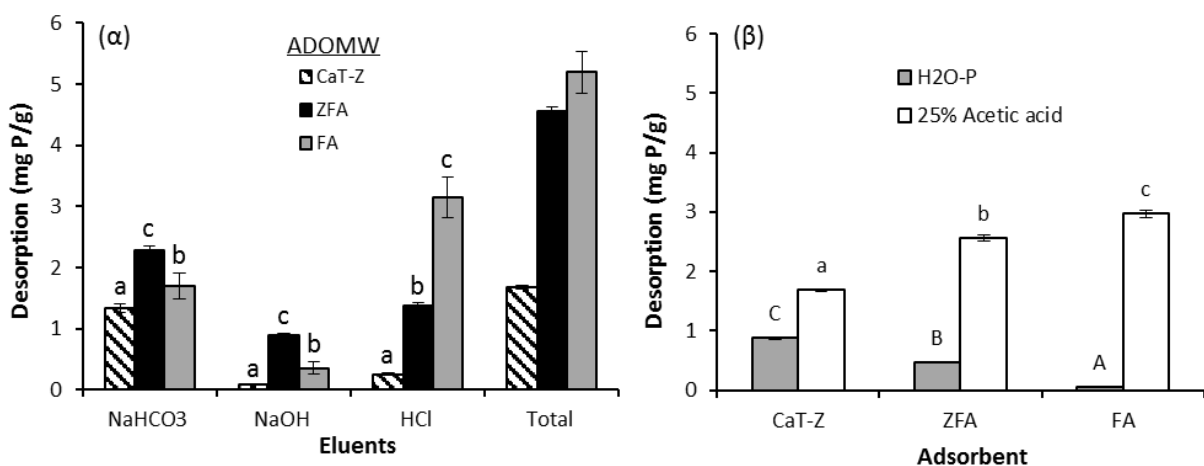 (α)
ADOMW
CaT-Z
ZFA
FA
Desorption (mg P/g)
6
5
4
3
2
1
0
a
c
b
a
c
b
a
b
c
NaHCO3
NaOH
HCl
Total
Eluents
(β)
H2O-P
25% Acetic acid
Desorption (mg P/g)
6
5
4
3
2
1
0
C
a
B
b
A
c
CaT-Z
ZFA
FA
Adsorbent